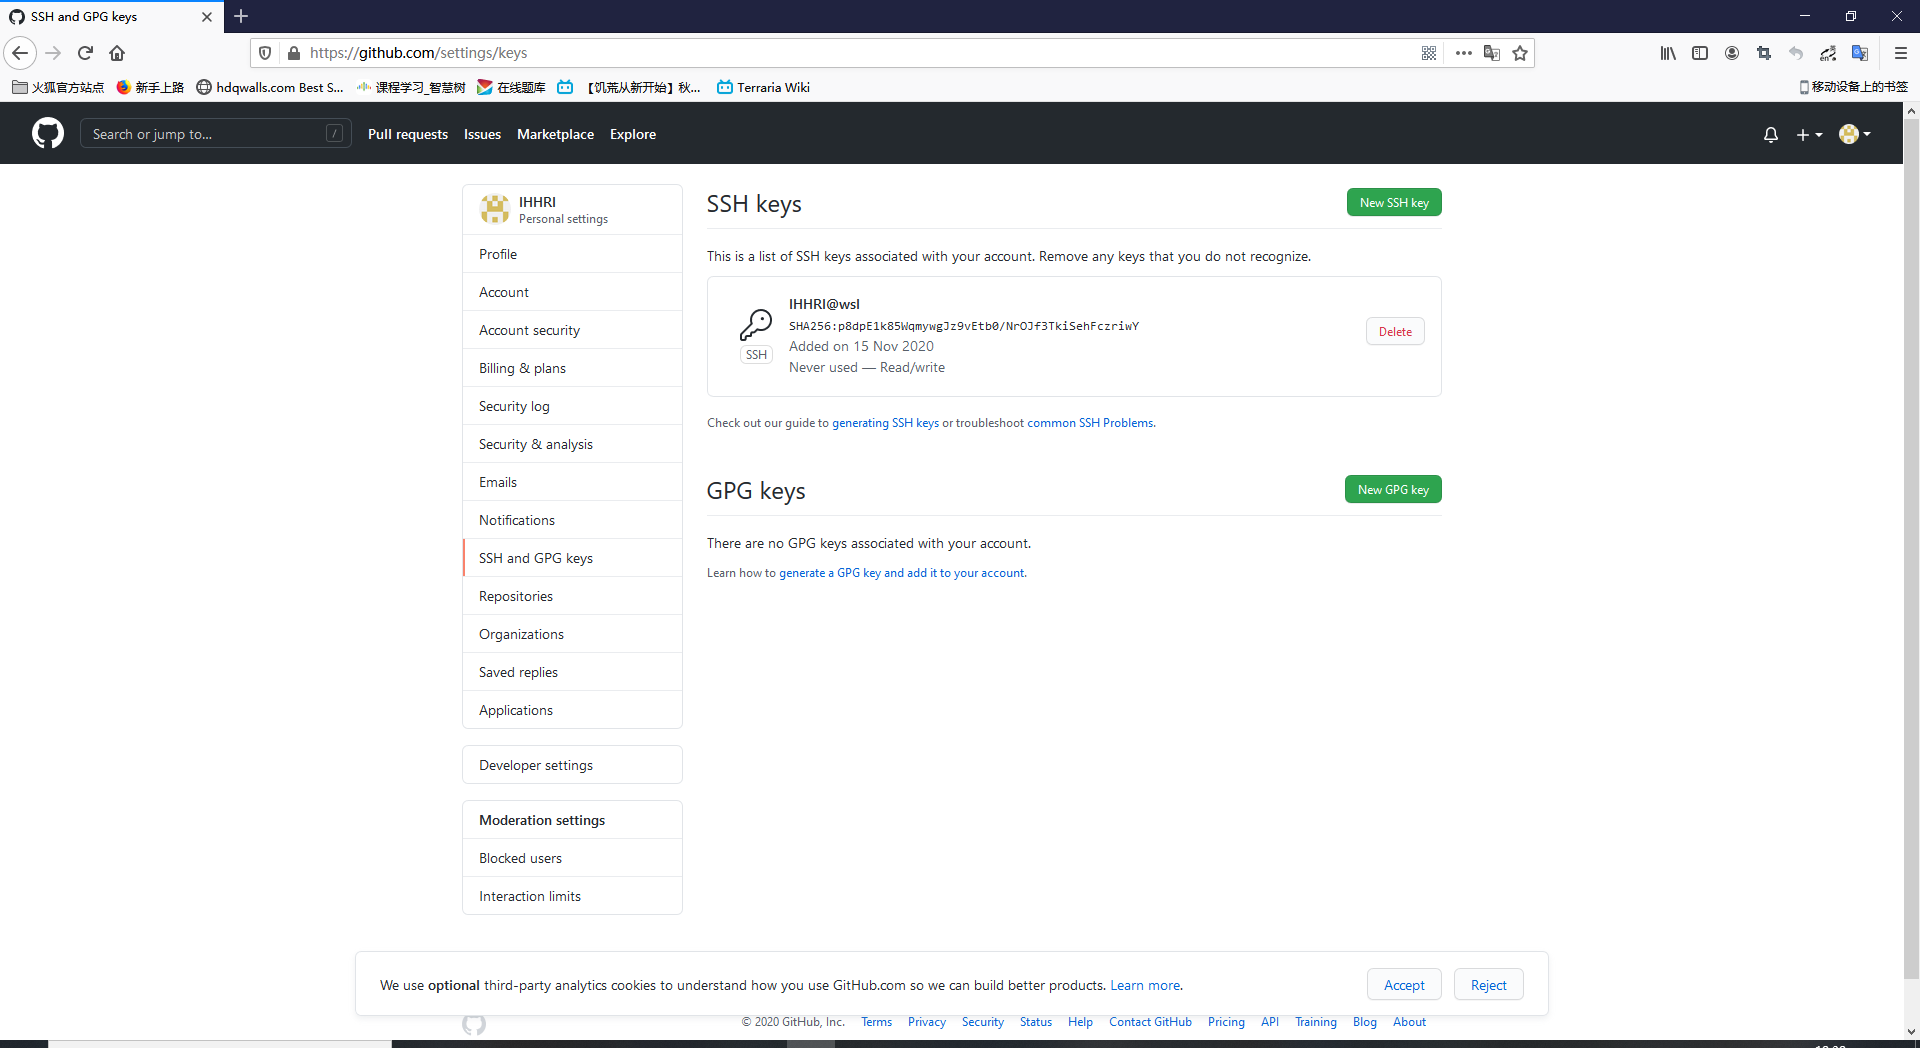 SSH and GPG keys
https://github.com/settings/keys
火狐官方站点 新手上路 hdqwalls.com Best S... 课程学习_智慧树 在线题库 【饥荒从新开始】秋... Terraria Wiki 移动设备上的书签
Search or jump to... / Pull requests Issues Marketplace Explore
IHHRI
Personal settings
Profile
Account
Account security
Billing & plans
Security log
Security & analysis
Emails
Notifications
SSH and GPG keys
Repositories
Organizations
Saved replies
Applications
Developer settings
Moderation settings
Blocked users
Interaction limits
SSH keys New SSH key
This is a list of SSH keys associated with your account. Remove any keys that you do not recognize.
IHHRI@wsl
SHA256:p8dpE1k85WqmywgJz9vEtb0/NrOJf3TkiSehFczriwY
Added on 15 Nov 2020
Never used — Read/write
SSH
Delete
Check out our guide to generating SSH keys or troubleshoot common SSH Problems.
GPG keys New GPG key
There are no GPG keys associated with your account.
Learn how to generate a GPG key and add it to your account.
We use optional third-party analytics cookies to understand how you use GitHub.com so we can build better products. Learn more.
Accept Reject
© 2020 GitHub, Inc. Terms Privacy Security Status Help Contact GitHub Pricing API Training Blog About